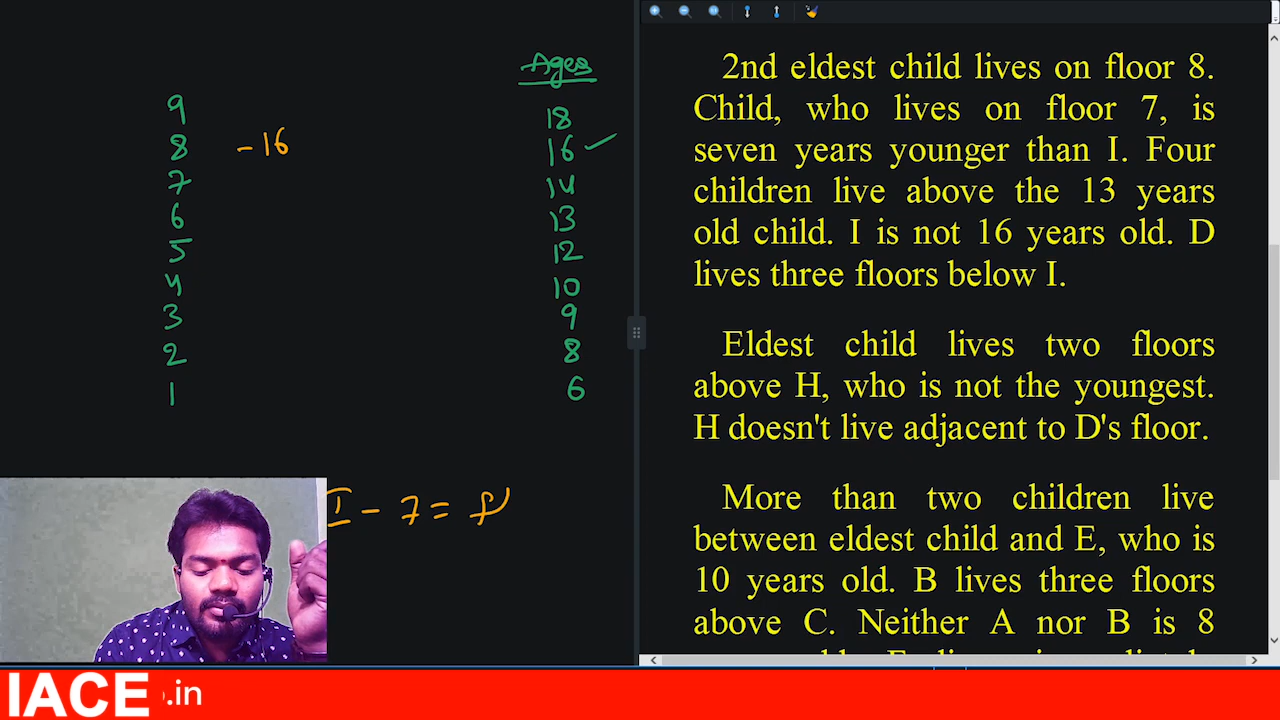 Ages
9 18
8 - 16 16 ✓
7 14
6 13
5 12
4 10
3 9
2 8
1 6
I - 7 =
2nd eldest child lives on floor 8.
Child, who lives on floor 7, is
seven years younger than I. Four
children live above the 13 years
old child. I is not 16 years old. D
lives three floors below I.
Eldest child lives two floors
above H, who is not the youngest.
H doesn't live adjacent to D's floor.
More than two children live
between eldest child and E, who is
10 years old. B lives three floors
above C. Neither A nor B is 8
IACE
.in